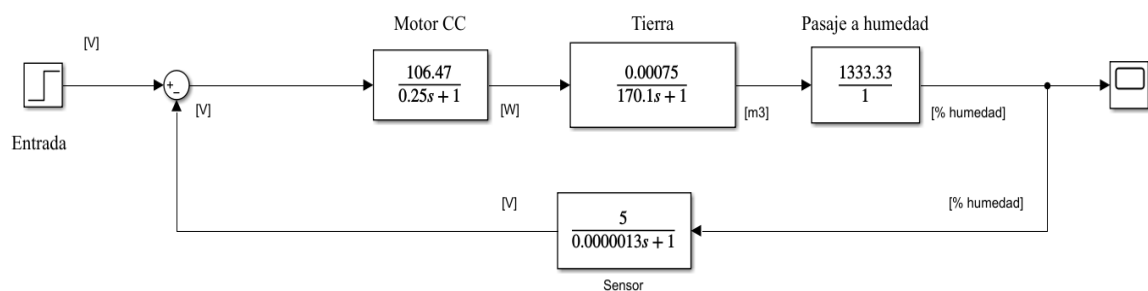 Motor CC
Tierra
Pasaje a humedad
[V]
+
−
106.47
0.25s + 1
0.00075
170.1s + 1
1333.33
1
[V]
[W]
[m3]
[% humedad]
Entrada
[V]
[% humedad]
5
0.0000013s + 1
Sensor